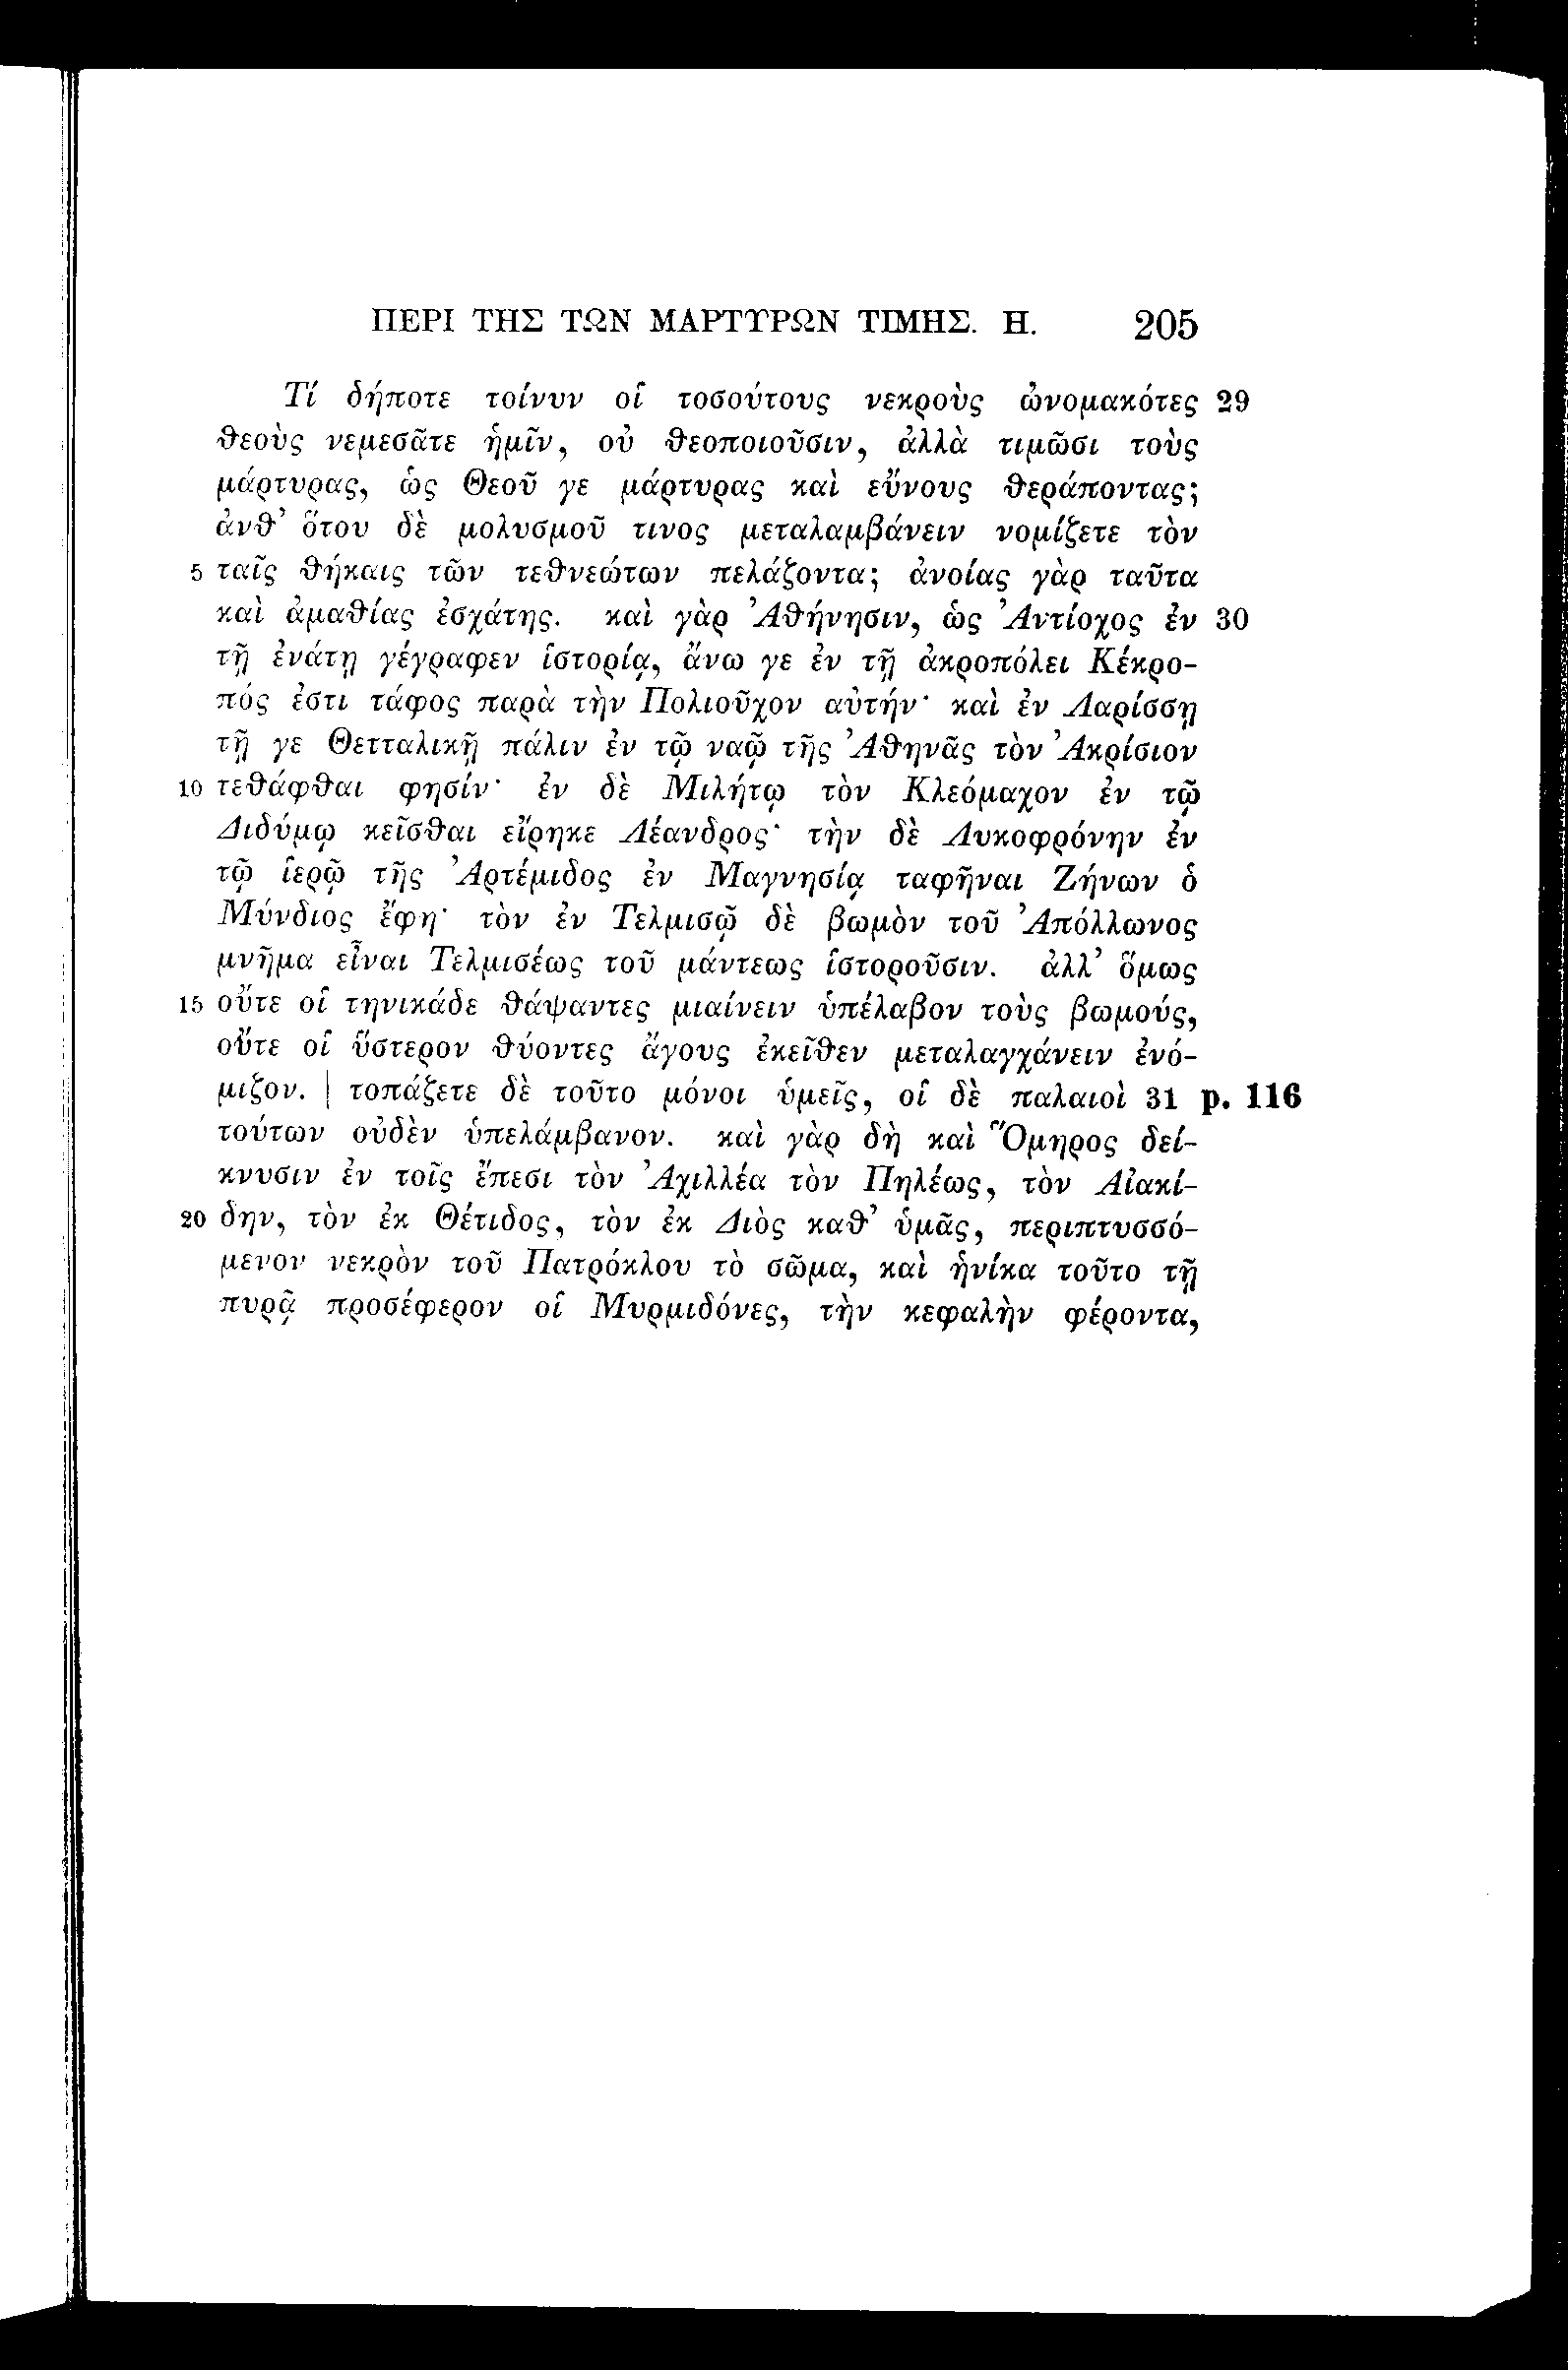 ΠΕΡΙ ΤΗΣ ΤΩΝ ΜΑΡΤΥΡΩΝ ΤΙΜΗΣ. Η. 205
Τί δήποτε τοίνυν οἱ τοσούτους νεκροὺς ὠνομακότες 29
θεοὺς νεμεσᾶτε ἡμῖν, οὐ θεοποιοῦσιν, ἀλλὰ τιμῶσι τοὺς
μάρτυρας, ὡς Θεοῦ γε μάρτυρας καὶ εὔνους θεράποντας;
ἀνθ’ ὅτου δὲ μολυσμοῦ τινος μεταλαμβάνειν νομίζετε τὸν
5 ταῖς θήκαις τῶν τεθνεώτων πελάζοντα; ἀνοίας γὰρ ταῦτα
καὶ ἀμαθίας ἐσχάτης. καὶ γὰρ Ἀθήνησιν, ὡς Ἀντίοχος ἐν 30
τῇ ἐνάτῃ γέγραφεν ἱστορίᾳ, ἄνω γε ἐν τῇ ἀκροπόλει Κέκρο-
πός ἐστι τάφος παρὰ τὴν Πολιοῦχον αὐτήν· καὶ ἐν Λαρίσσῃ
τῇ γε Θετταλικῇ πάλιν ἐν τῷ ναῷ τῆς Ἀθηνᾶς τὸν Ἀκρίσιον
10 τεθάφθαι φησίν· ἐν δὲ Μιλήτῳ τὸν Κλεόμαχον ἐν τῷ
Διδύμῳ κεῖσθαι εἴρηκε Λέανδρος· τὴν δὲ Λυκοφρόνην ἐν
τῷ ἱερῷ τῆς Ἀρτέμιδος ἐν Μαγνησίᾳ ταφῆναι Ζήνων ὁ
Μύνδιος ἔφη· τὸν ἐν Τελμισῷ δὲ βωμὸν τοῦ Ἀπόλλωνος
μνῆμα εἶναι Τελμισέως τοῦ μάντεως ἱστοροῦσιν. ἀλλ’ ὅμως
15 οὔτε οἱ τηνικάδε θάψαντες μιαίνειν ὑπέλαβον τοὺς βωμούς,
οὔτε οἱ ὕστερον θύοντες ἄγους ἐκεῖθεν μεταλαγχάνειν ἐνό-
μιζον. | τοπάζετε δὲ τοῦτο μόνοι ὑμεῖς, οἱ δὲ παλαιοὶ 31 p. 116
τούτων οὐδὲν ὑπελάμβανον. καὶ γὰρ δὴ καὶ Ὅμηρος δεί-
κνυσιν ἐν τοῖς ἔπεσι τὸν Ἀχιλλέα τὸν Πηλέως, τὸν Αἰακί-
20 δην, τὸν ἐκ Θέτιδος, τὸν ἐκ Διὸς καθ’ ὑμᾶς, περιπτυσσό-
μενον νεκρὸν τοῦ Πατρόκλου τὸ σῶμα, καὶ ἡνίκα τοῦτο τῇ
πυρᾷ προσέφερον οἱ Μυρμιδόνες, τὴν κεφαλὴν φέροντα,